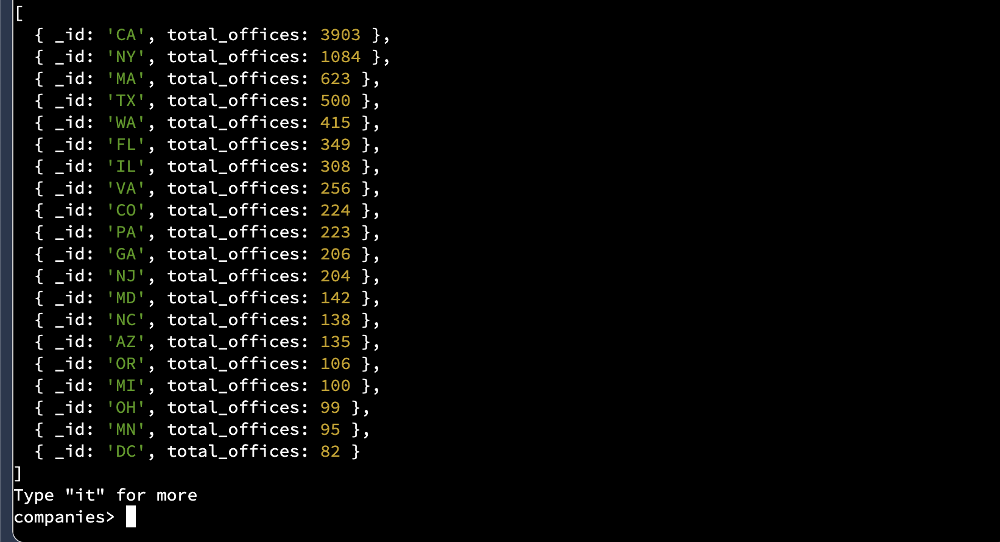 [
  { _id: 'CA', total_offices: 3903 },
  { _id: 'NY', total_offices: 1084 },
  { _id: 'MA', total_offices: 623 },
  { _id: 'TX', total_offices: 500 },
  { _id: 'WA', total_offices: 415 },
  { _id: 'FL', total_offices: 349 },
  { _id: 'IL', total_offices: 308 },
  { _id: 'VA', total_offices: 256 },
  { _id: 'CO', total_offices: 224 },
  { _id: 'PA', total_offices: 223 },
  { _id: 'GA', total_offices: 206 },
  { _id: 'NJ', total_offices: 204 },
  { _id: 'MD', total_offices: 142 },
  { _id: 'NC', total_offices: 138 },
  { _id: 'AZ', total_offices: 135 },
  { _id: 'OR', total_offices: 106 },
  { _id: 'MI', total_offices: 100 },
  { _id: 'OH', total_offices: 99 },
  { _id: 'MN', total_offices: 95 },
  { _id: 'DC', total_offices: 82 }
]
Type "it" for more
companies>